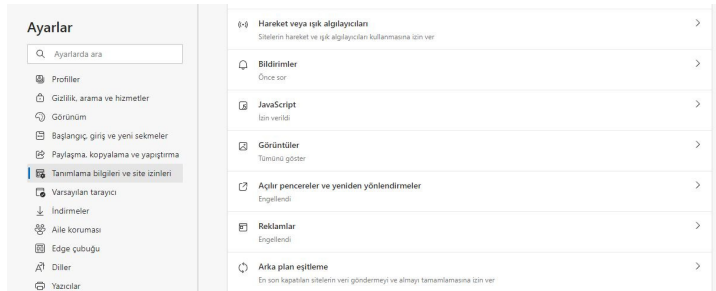 Ayarlar
Ayarlarda ara
Profiller
Gizlilik, arama ve hizmetler
Görünüm
Başlangıç, giriş ve yeni sekmeler
Paylaşma, kopyalama ve yapıştırma
Tanımlama bilgileri ve site izinleri
Varsayılan tarayıcı
İndirmeler
Aile koruması
Edge çubuğu
Diller
Yazıcılar
Hareket veya ışık algılayıcıları
Sitelerin hareket ve ışık algılayıcıları kullanmasına izin ver
Bildirimler
Önce sor
JavaScript
İzin verildi
Görüntüler
Tümünü göster
Açılır pencereler ve yeniden yönlendirmeler
Engellendi
Reklamlar
Engellendi
Arka plan eşitleme
En son kapatılan sitelerin veri göndermeyi ve almayı tamamlamasına izin ver